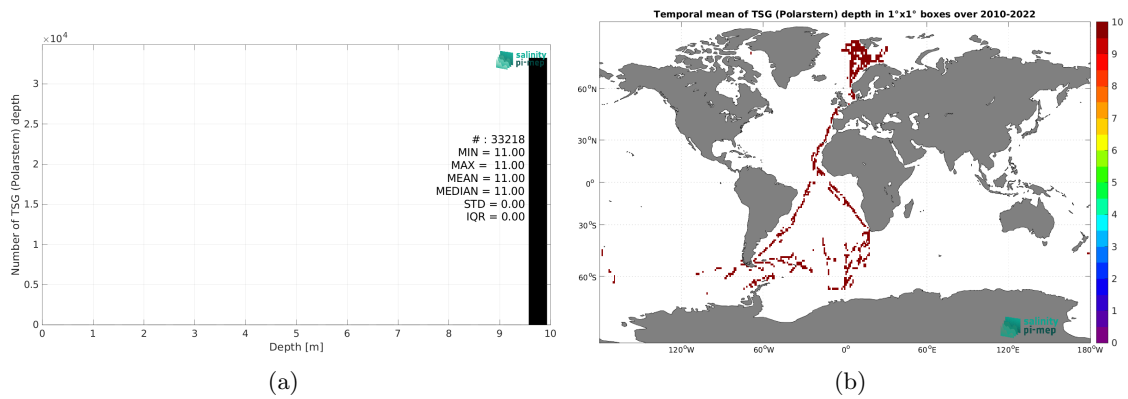 ×10⁴
salinity
pi-mep
3
2.5
2
1.5
1
0.5
0
Number of TSG (Polarstern) depth
# : 33218
MIN = 11.00
MAX = 11.00
MEAN = 11.00
MEDIAN = 11.00
STD = 0.00
IQR = 0.00
0 1 2 3 4 5 6 7 8 9 10
Depth [m]
(a)
Temporal mean of TSG (Polarstern) depth in 1°x1° boxes over 2010-2022
60°N
30°N
0°
30°S
60°S
120°W 60°W 0° 60°E 120°E 180°W
salinity
pi-mep
10
9
8
7
6
5
4
3
2
1
0
(b)